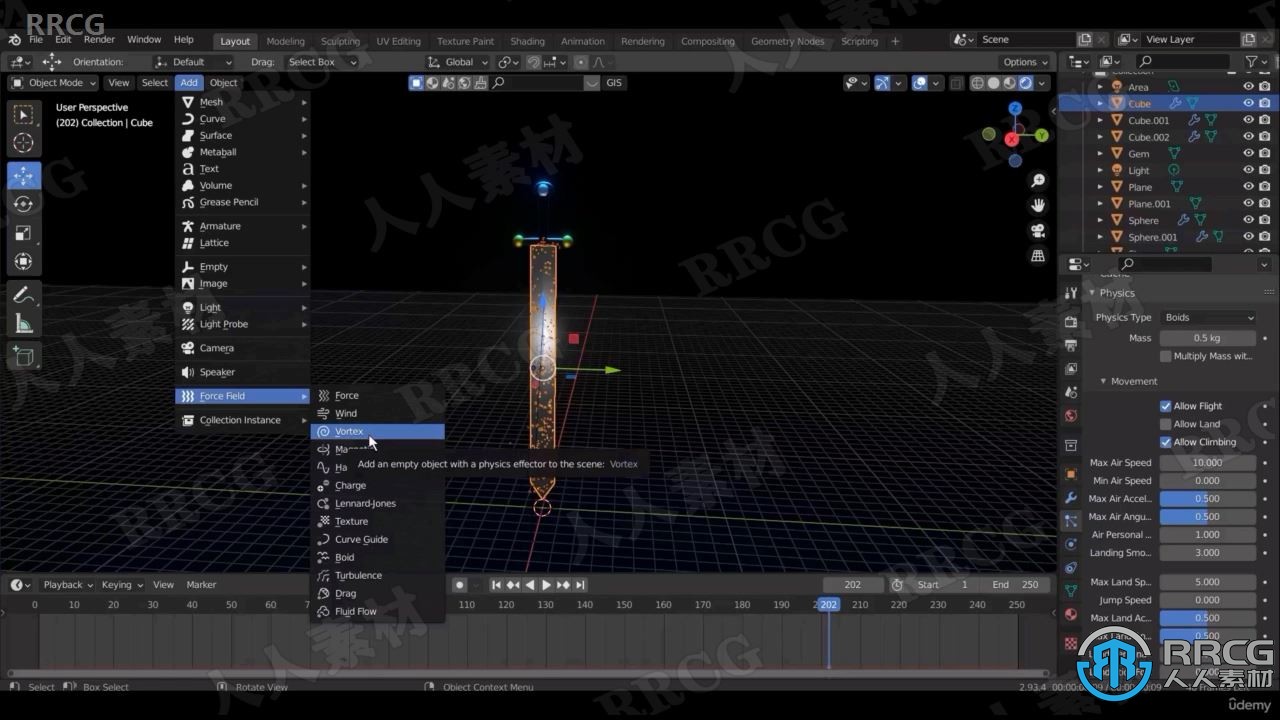 RRCG
File Edit Render Window Help Layout Modeling Sculpting UV Editing Texture Paint Shading Animation Rendering Compositing Geometry Nodes Scripting + Scene View Layer
Orientation: Default Drag: Select Box Global Options
Object Mode View Select Add Object GIS
User Perspective
(202) Collection | Cube
Mesh
Curve
Surface
Metaball
Text
Volume
Grease Pencil
Armature
Lattice
Empty
Image
Light
Light Probe
Camera
Speaker
Force Field
Collection Instance
Force
Wind
Vortex
Add an empty object with a physics effector to the scene: Vortex
Charge
Lennard-Jones
Texture
Curve Guide
Boid
Turbulence
Drag
Fluid Flow
Z
Y
X
Collection
Area
Cube
Cube.001
Cube.002
Gem
Light
Plane
Plane.001
Sphere
Sphere.001
Cache
Physics
Physics Type Boids
Mass 0.5 kg
Multiply Mass wit...
Movement
Allow Flight
Allow Land
Allow Climbing
Max Air Speed 10.000
Min Air Speed 0.000
Max Air Accel... 0.500
Max Air Angu... 0.500
Air Personal ... 1.000
Landing Smo... 3.000
Max Land Sp... 5.000
Jump Speed 0.000
Max Land Ac... 0.500
0.500
Playback Keying View Marker 202 Start 1 End 250
0 10 20 30 40 50 60 110 120 130 140 150 160 170 180 190 202 210 220 230 240 250
Select Box Select Rotate View Object Context Menu 2.93.4
RRCG
人人素材
ûdemy